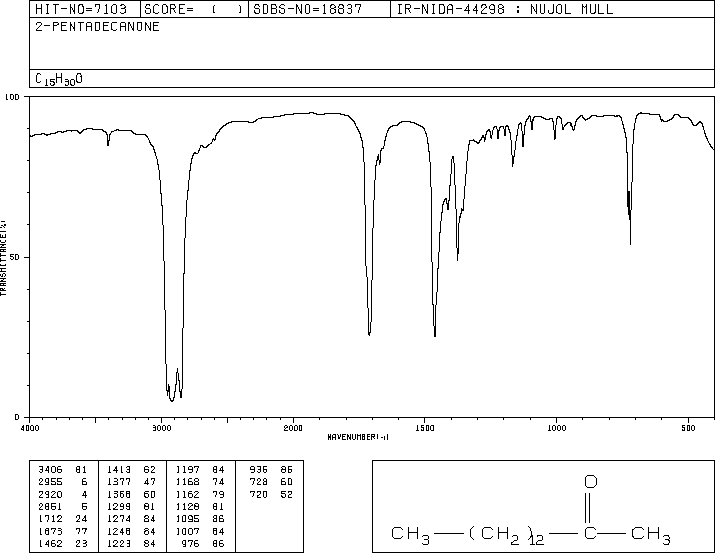 HIT-NO=7103 SCORE= ( ) SDBS-NO=18837 IR-NIDA-44298 : NUJOL MULL
2-PENTADECANONE
C15H30O
100
50
0
TRANSMITTANCE(%)
4000 3000 2000 1500 1000 500
WAVENUMBER(-1)
3406 81 1413 62 1197 84 936 86
2955 6 1377 47 1168 74 728 60
2920 4 1368 60 1162 79 720 52
2851 5 1299 81 1128 81
1712 24 1274 84 1095 86
1673 77 1248 84 1007 84
1462 23 1223 84 976 86
O
CH3 (CH2)12 C CH3